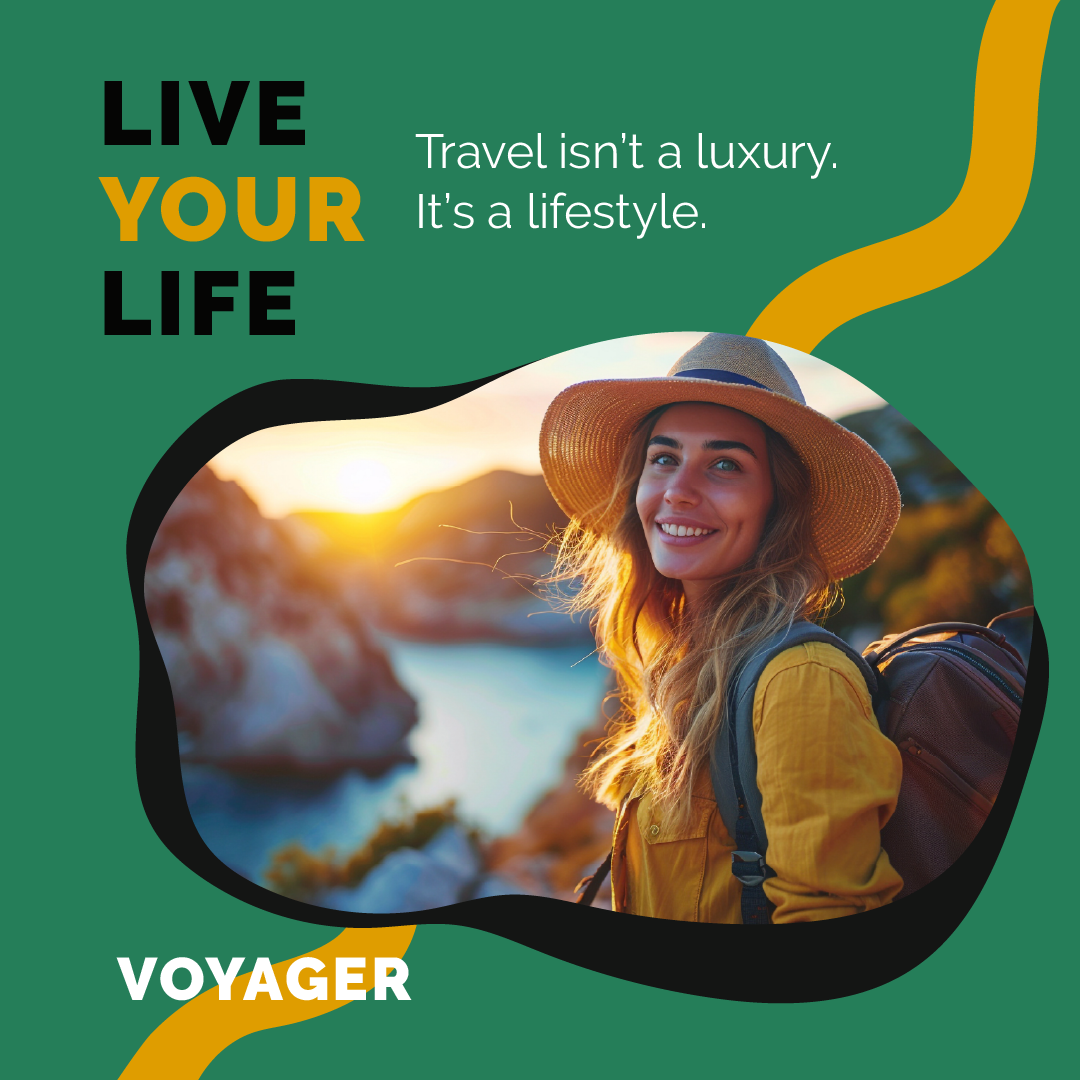 LIVE
YOUR
LIFE
Travel isn’t a luxury.
It’s a lifestyle.
VOYAGER